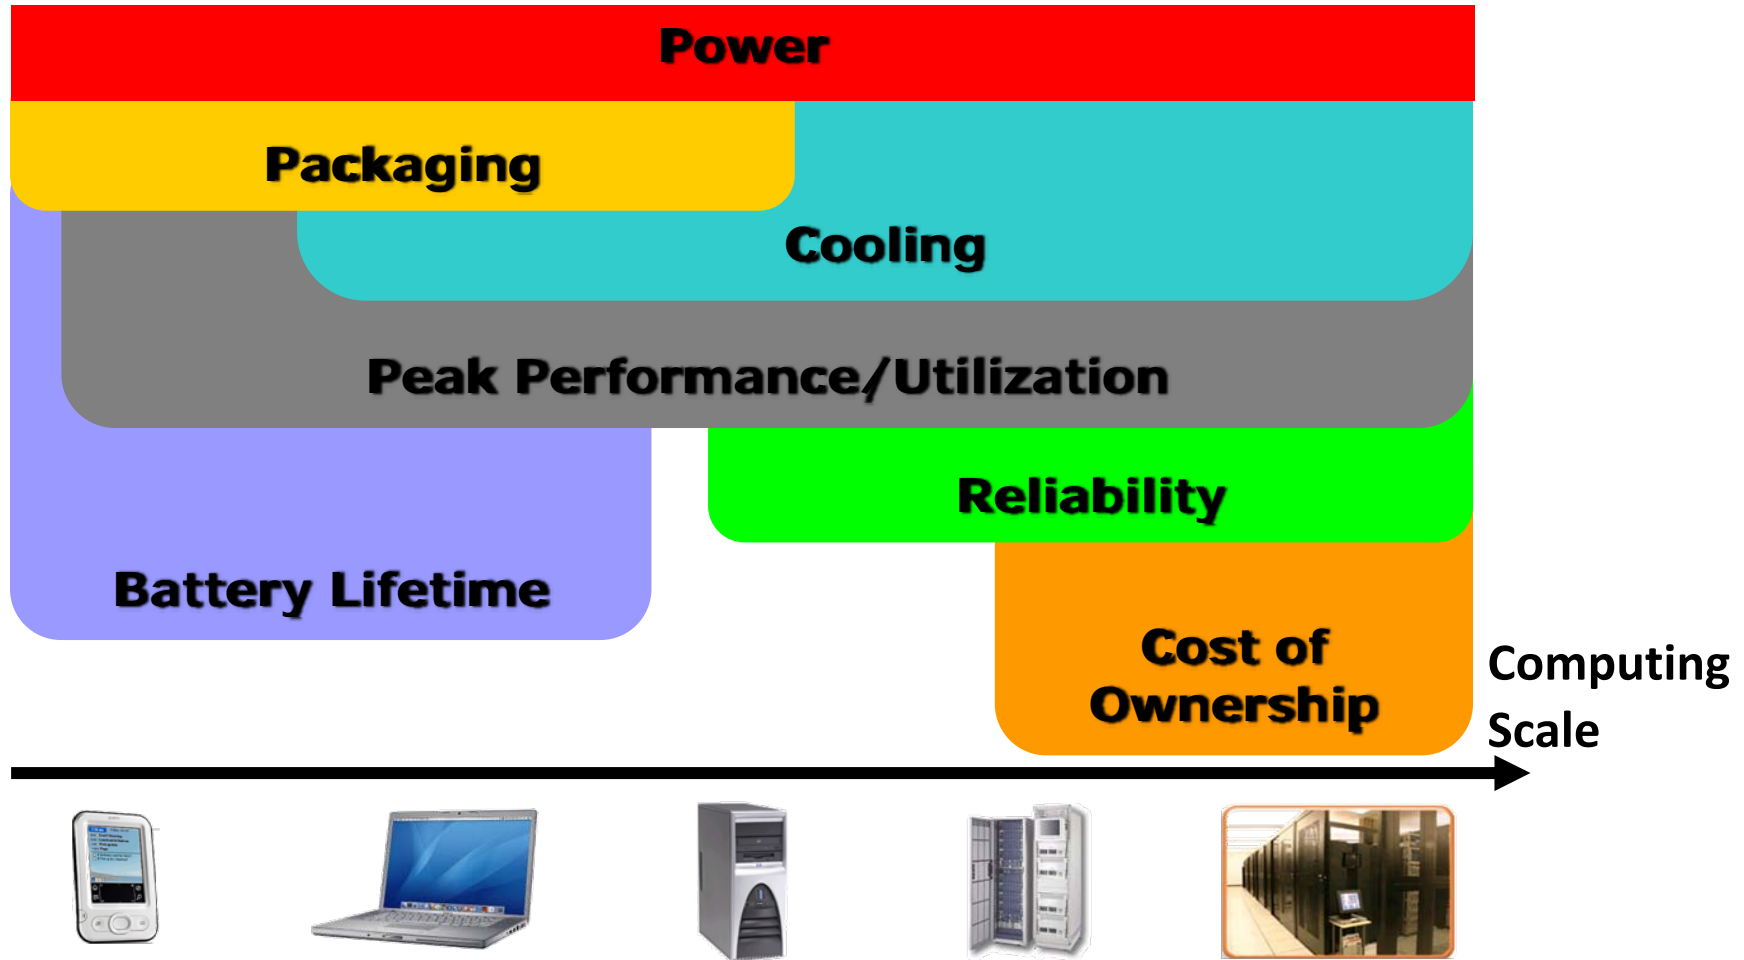 Power
Packaging
Cooling
Peak Performance/Utilization
Reliability
Battery Lifetime
Cost of
Ownership
Computing
Scale